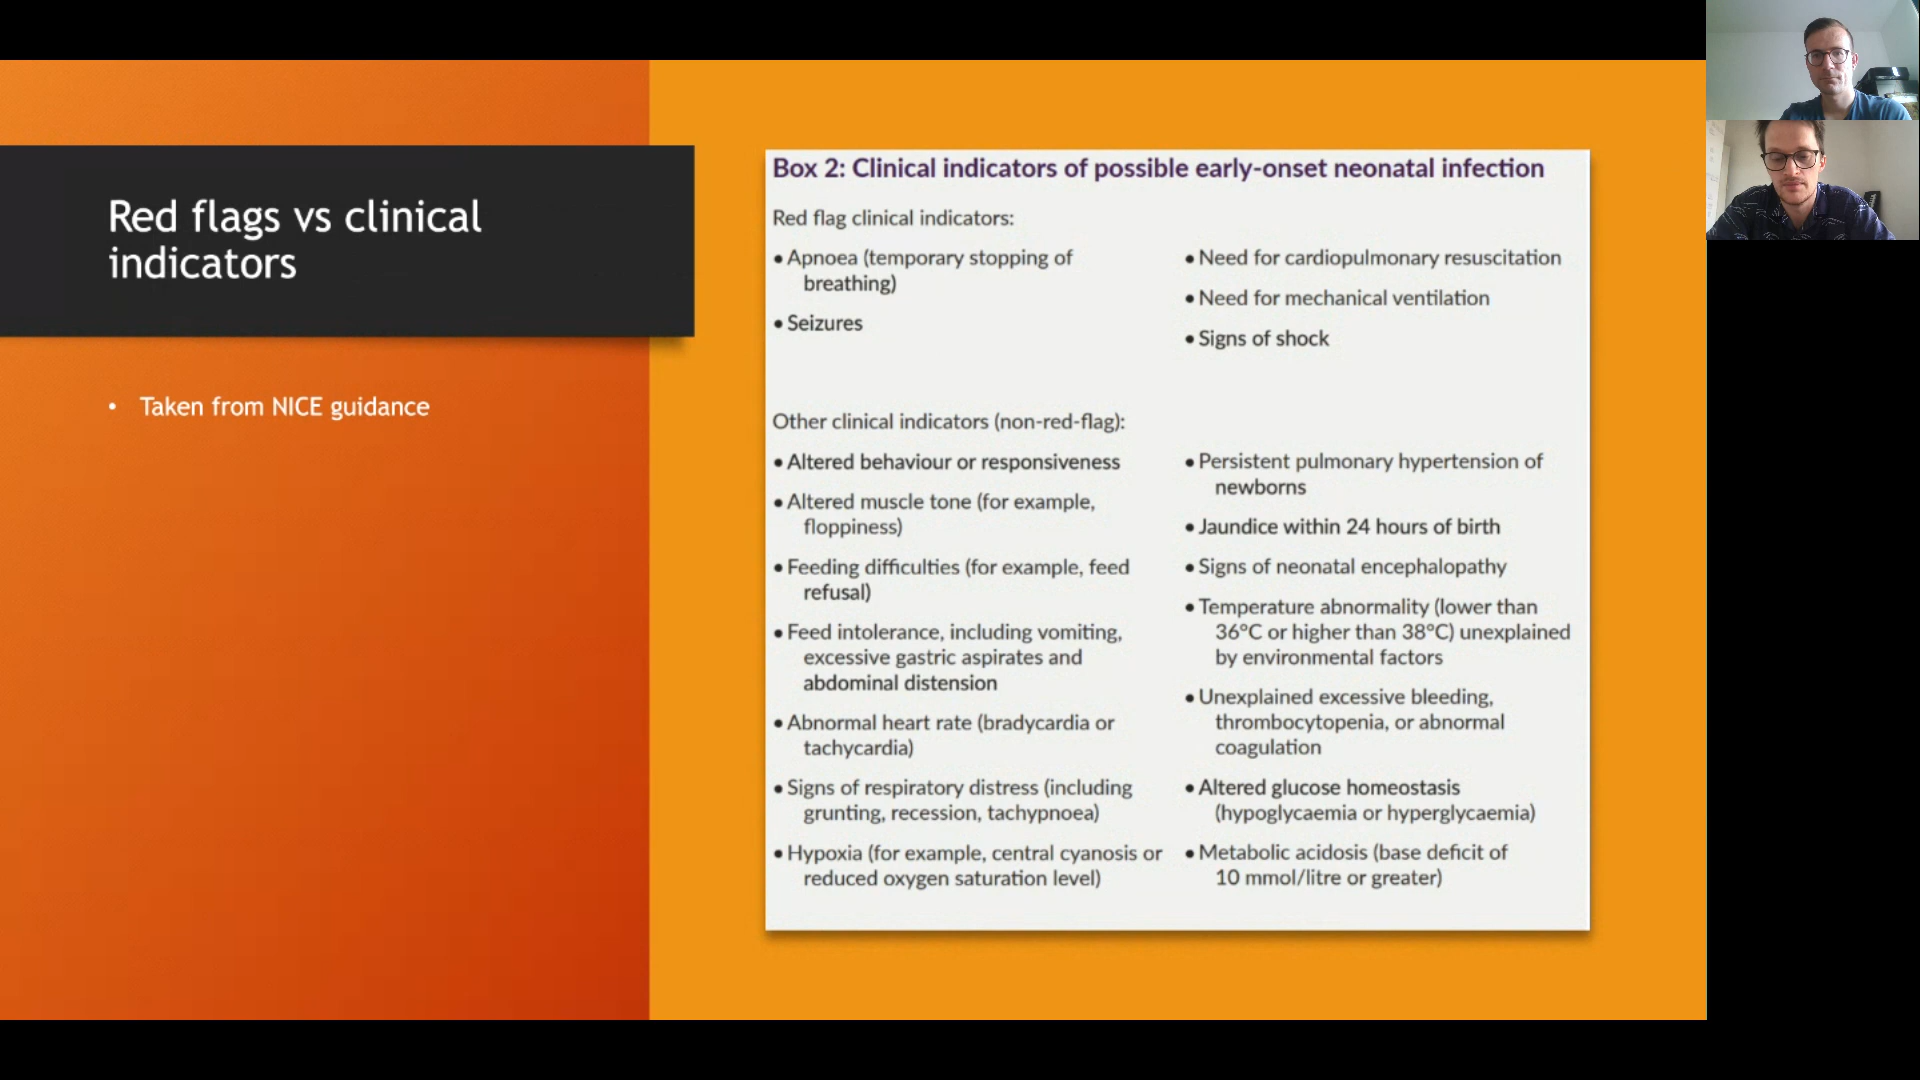 Red flags vs clinical
indicators
• Taken from NICE guidance
Box 2: Clinical indicators of possible early-onset neonatal infection
Red flag clinical indicators:
• Apnoea (temporary stopping of
breathing)
• Seizures
• Need for cardiopulmonary resuscitation
• Need for mechanical ventilation
• Signs of shock
Other clinical indicators (non-red-flag):
• Altered behaviour or responsiveness
• Altered muscle tone (for example,
floppiness)
• Feeding difficulties (for example, feed
refusal)
• Feed intolerance, including vomiting,
excessive gastric aspirates and
abdominal distension
• Abnormal heart rate (bradycardia or
tachycardia)
• Signs of respiratory distress (including
grunting, recession, tachypnoea)
• Hypoxia (for example, central cyanosis or
reduced oxygen saturation level)
• Persistent pulmonary hypertension of
newborns
• Jaundice within 24 hours of birth
• Signs of neonatal encephalopathy
• Temperature abnormality (lower than
36°C or higher than 38°C) unexplained
by environmental factors
• Unexplained excessive bleeding,
thrombocytopenia, or abnormal
coagulation
• Altered glucose homeostasis
(hypoglycaemia or hyperglycaemia)
• Metabolic acidosis (base deficit of
10 mmol/litre or greater)